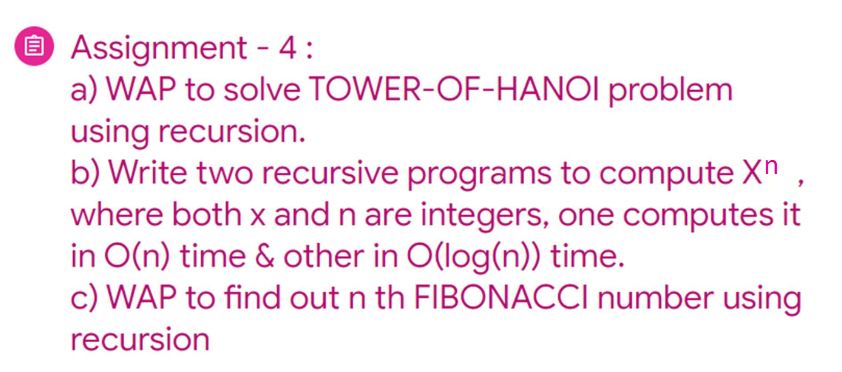 Assignment - 4 :
a) WAP to solve TOWER-OF-HANOI problem
using recursion.
b) Write two recursive programs to compute Xⁿ ,
where both x and n are integers, one computes it
in O(n) time & other in O(log(n)) time.
c) WAP to find out n th FIBONACCI number using
recursion